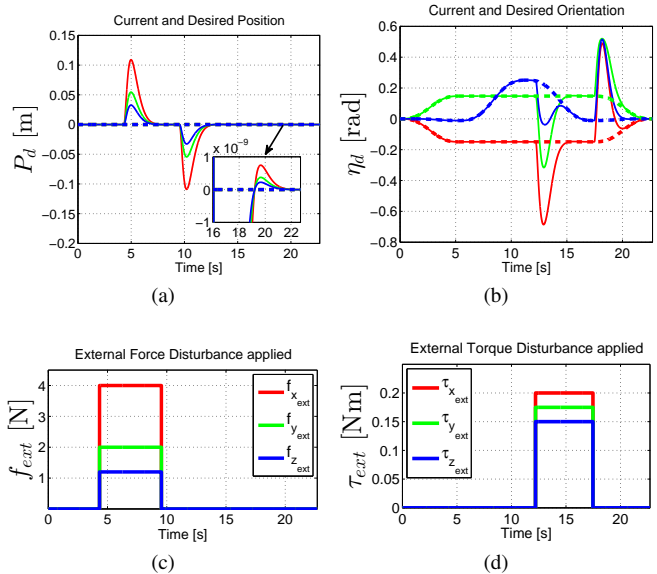 Current and Desired Position
P_d [m]
0.15
0.1
0.05
0
-0.05
-0.1
-0.15
-0.2
0 5 10 15 20
Time [s]
x 10^-9
1
0
-1
16 18 20 22
(a)
Current and Desired Orientation
η_d [rad]
0.6
0.4
0.2
0
-0.2
-0.4
-0.6
-0.8
0 5 10 15 20
Time [s]
(b)
External Force Disturbance applied
f_ext [N]
4
3
2
1
0 5 10 15 20
Time [s]
f_x_ext
f_y_ext
f_z_ext
(c)
External Torque Disturbance applied
τ_ext [Nm]
0.2
0.15
0.1
0.05
0
0 5 10 15 20
Time [s]
τ_x_ext
τ_y_ext
τ_z_ext
(d)